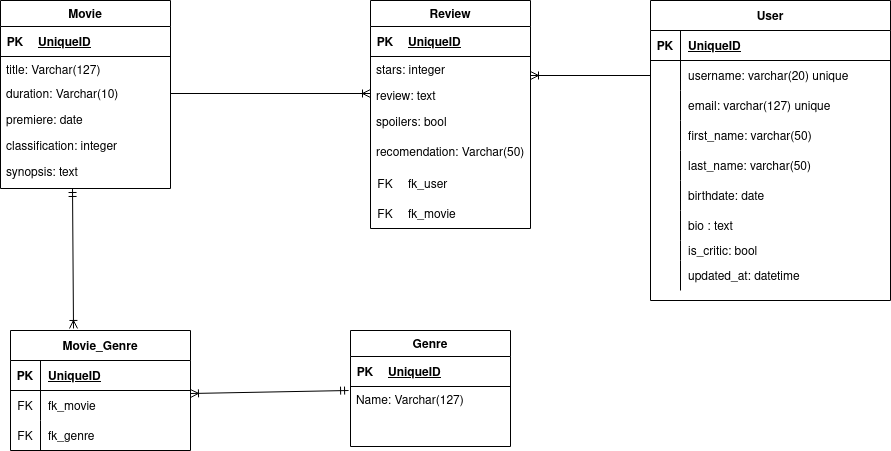 Movie
PK UniqueID
title: Varchar(127)
duration: Varchar(10)
premiere: date
classification: integer
synopsis: text
Review
PK UniqueID
stars: integer
review: text
spoilers: bool
recomendation: Varchar(50)
FK fk_user
FK fk_movie
User
PK UniqueID
username: varchar(20) unique
email: varchar(127) unique
first_name: varchar(50)
last_name: varchar(50)
birthdate: date
bio : text
is_critic: bool
updated_at: datetime
Movie_Genre
PK UniqueID
FK fk_movie
FK fk_genre
Genre
PK UniqueID
Name: Varchar(127)